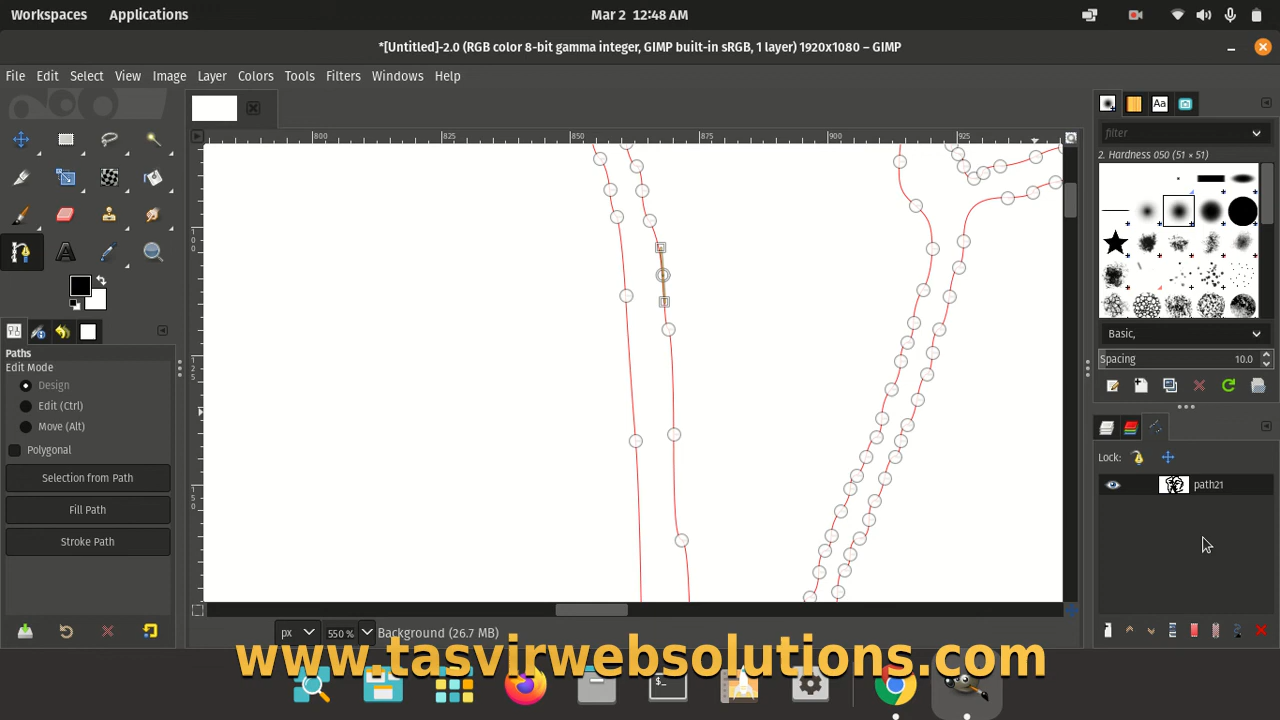 Workspaces Applications Mar 2 12:48 AM
*[Untitled]-2.0 (RGB color 8-bit gamma integer, GIMP built-in sRGB, 1 layer) 1920x1080 – GIMP
File Edit Select View Image Layer Colors Tools Filters Windows Help
filter
2. Hardness 050 (51 × 51)
800 825 850 875 900 925
100
125
150
Basic,
Spacing 10.0
Paths
Edit Mode
Design
Edit (Ctrl)
Move (Alt)
Polygonal
Selection from Path
Fill Path
Stroke Path
Lock:
path21
px 550 % Background (26.7 MB)
www.tasvirwebsolutions.com